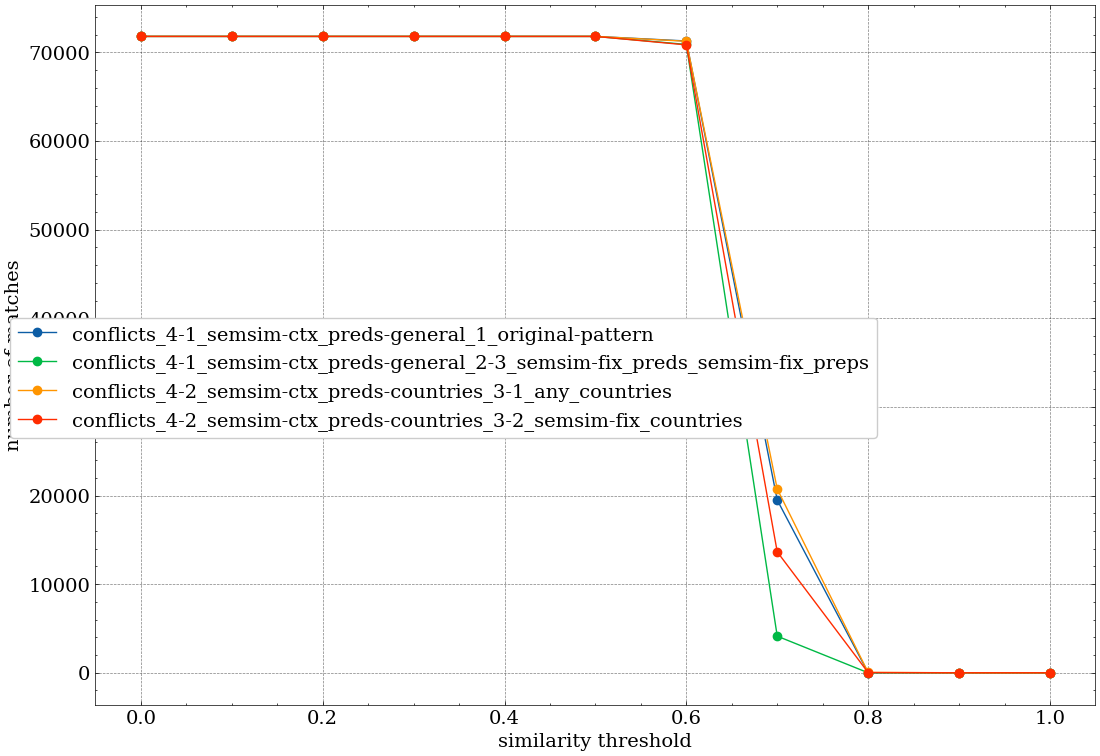 70000
60000
50000
20000
10000
0
conflicts_4-1_semsim-ctx_preds-general_1_original-pattern
conflicts_4-1_semsim-ctx_preds-general_2-3_semsim-fix_preds_semsim-fix_preps
conflicts_4-2_semsim-ctx_preds-countries_3-1_any_countries
conflicts_4-2_semsim-ctx_preds-countries_3-2_semsim-fix_countries
0.0 0.2 0.4 0.6 0.8 1.0
similarity threshold